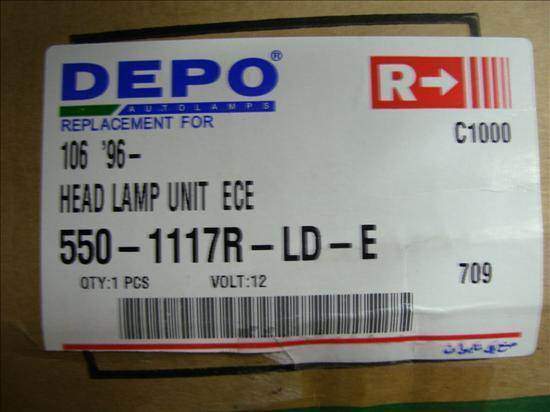 DEPO®
AUTOLAMPS
REPLACEMENT FOR
R→
C1000
106 '96-
HEAD LAMP UNIT ECE
550-1117R-LD-E
709
QTY:1 PCS VOLT:12